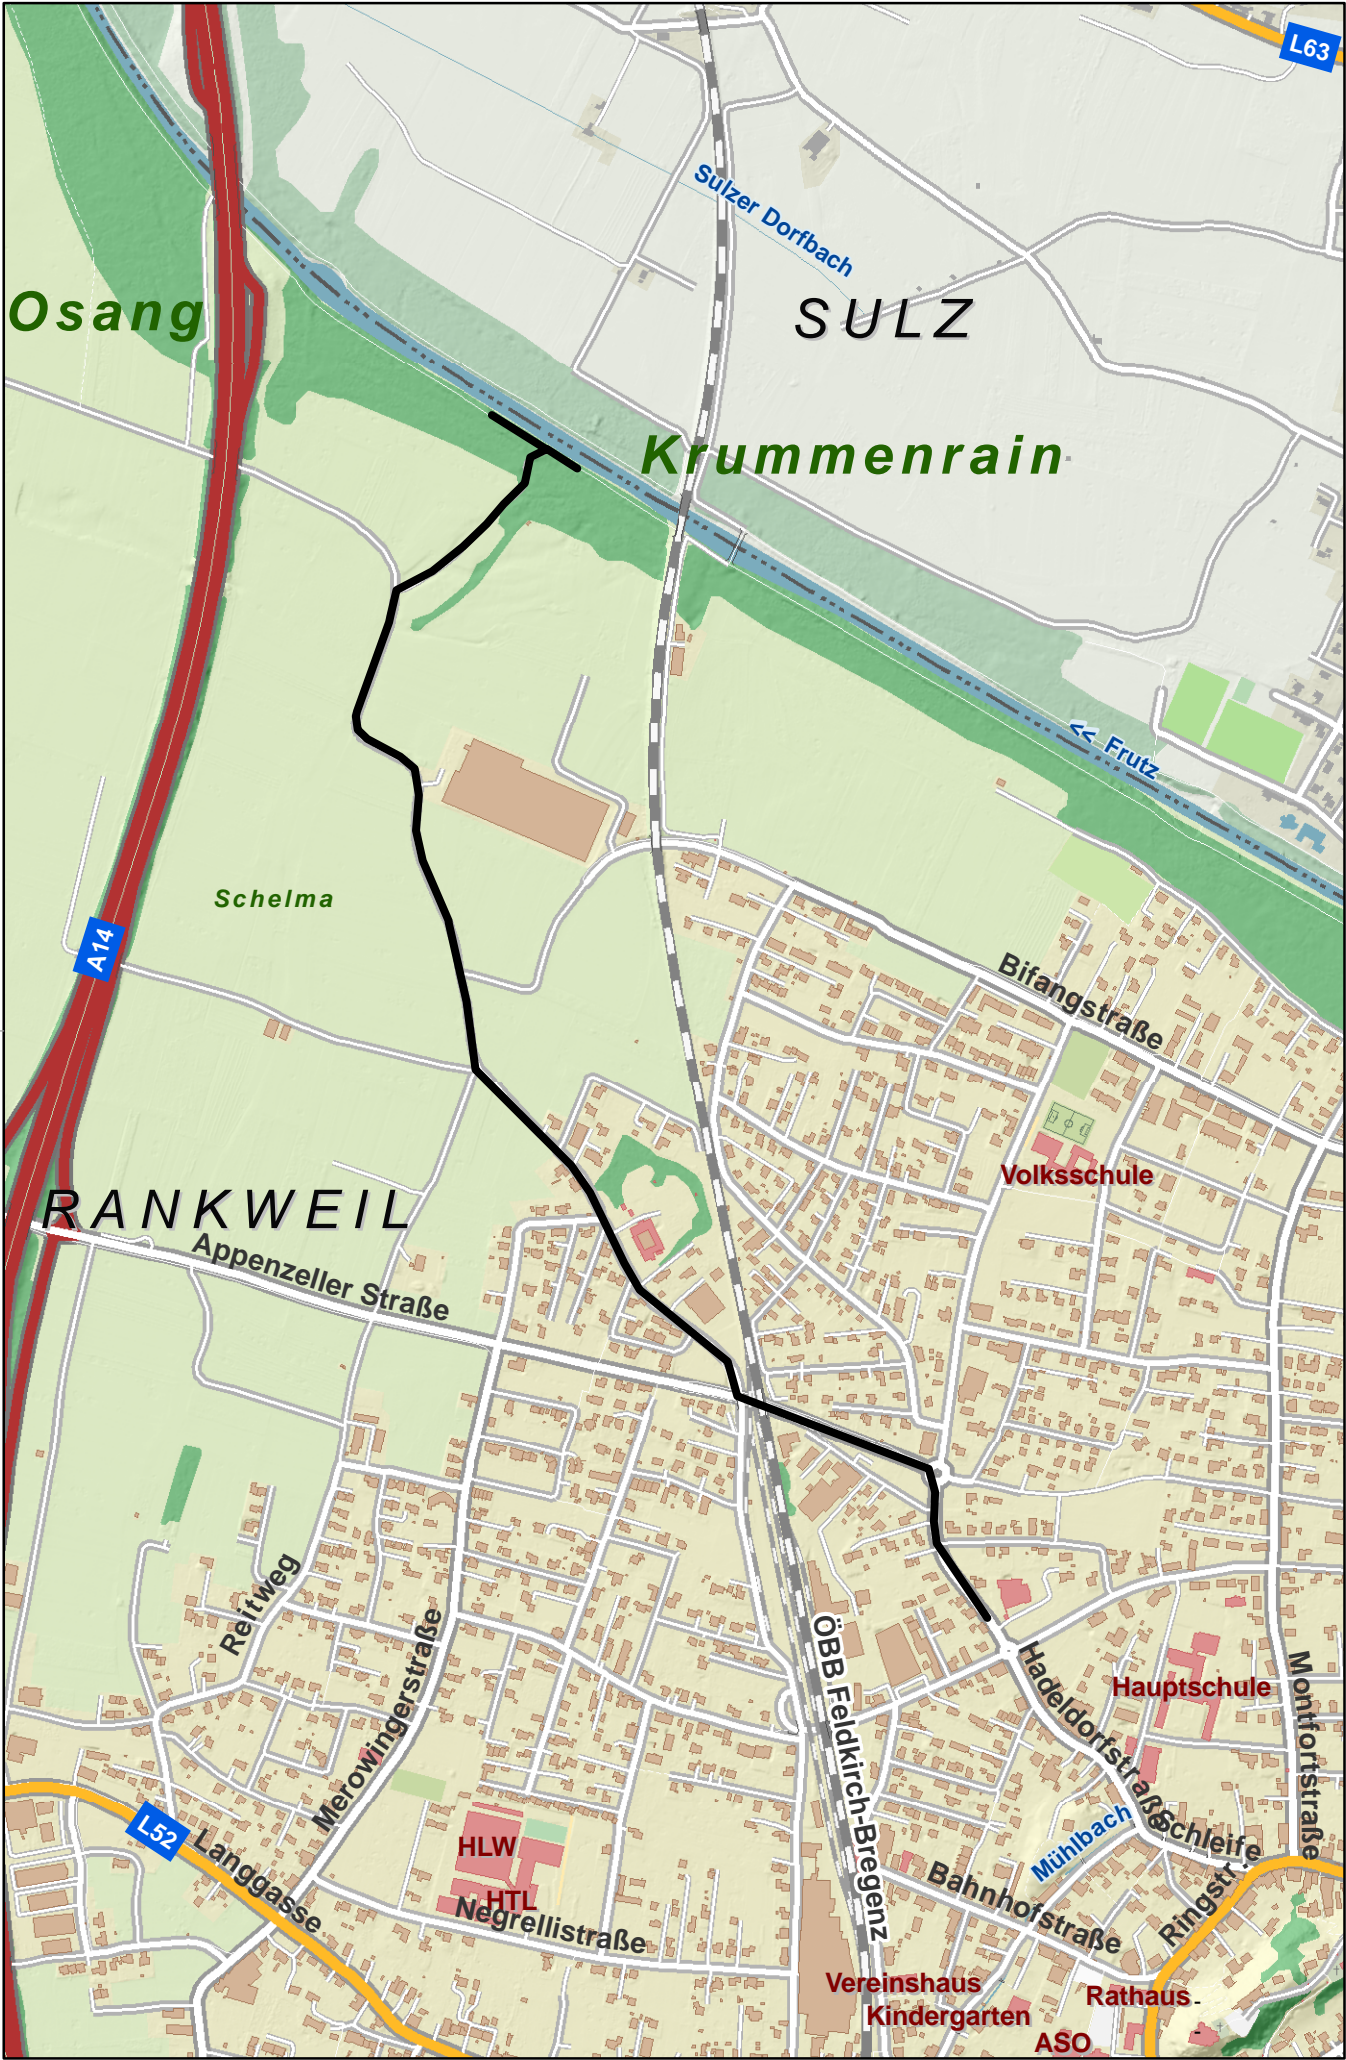 L63
Sulzer Dorfbach
Osang
SULZ
Krummenrain
<< Frutz
Schelma
A14
Bifangstraße
Volksschule
RANKWEIL
Appenzeller Straße
Reitweg
Merowingerstraße
ÖBB Feldkirch-Bregenz
Hadeldorfstraße
Hauptschule
Montfortstraße
L52
Langgasse
HLW
HTL
Negrellistraße
Mühlbach
Schleife
Ringstr.
Bahnhofstraße
Vereinshaus
Kindergarten
Rathaus
ASO